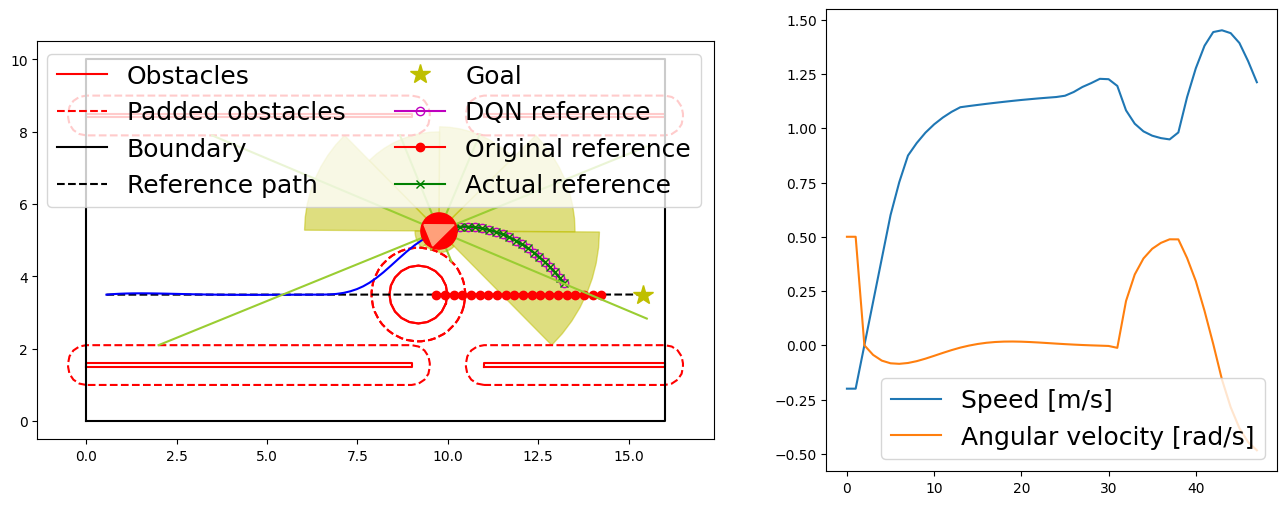 Obstacles
Padded obstacles
Boundary
Reference path
Goal
DQN reference
Original reference
Actual reference
10
8
6
4
2
0
0.0 2.5 5.0 7.5 10.0 12.5 15.0
1.50
1.25
1.00
0.75
0.50
0.25
0.00
−0.25
−0.50
Speed [m/s]
Angular velocity [rad/s]
0 10 20 30 40